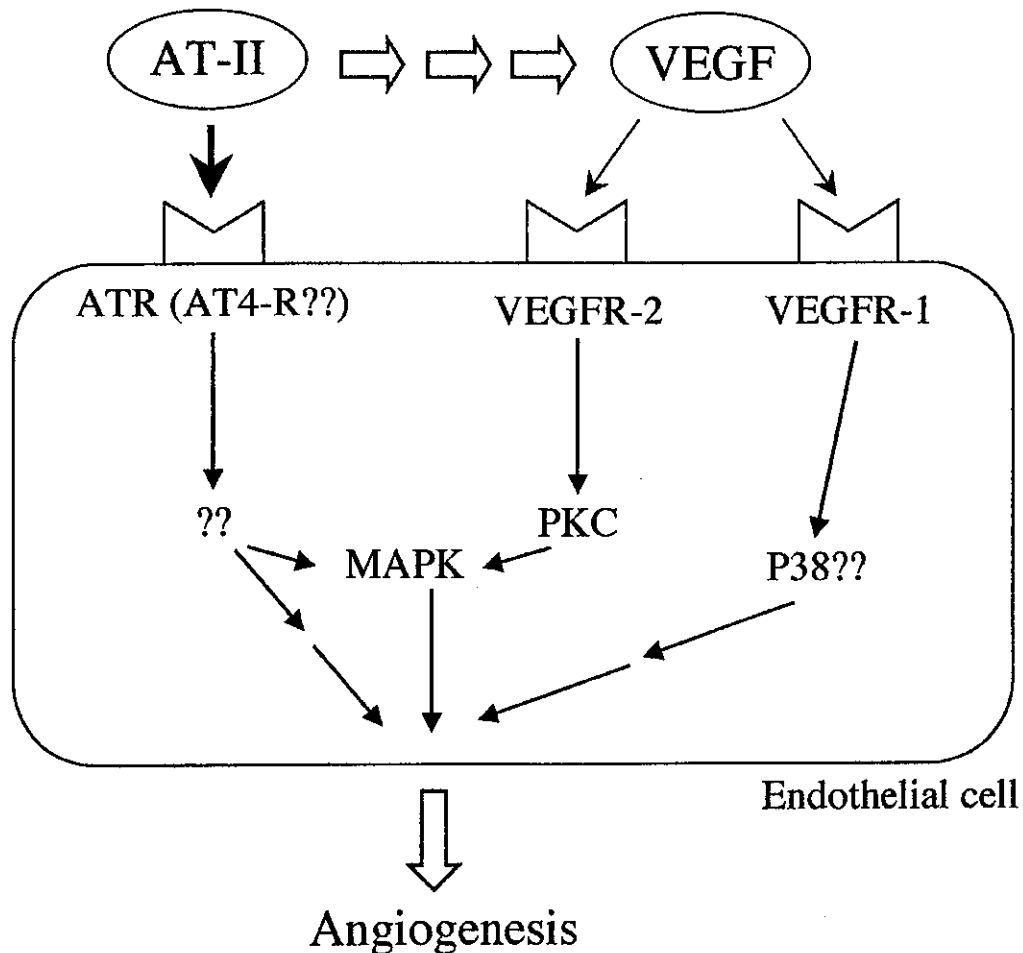 AT-II
VEGF
ATR (AT4-R??)
VEGFR-2
VEGFR-1
??
PKC
MAPK
P38??
Endothelial cell
Angiogenesis